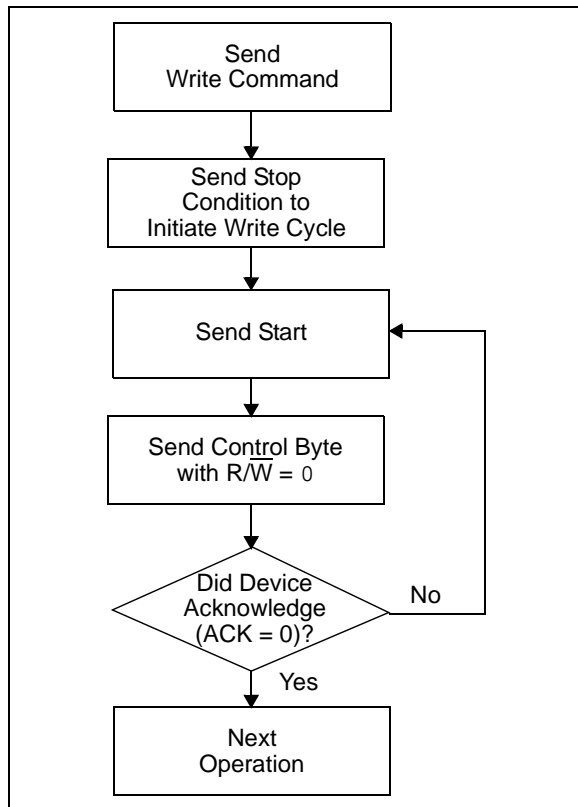 Send
Write Command
Send Stop
Condition to
Initiate Write Cycle
Send Start
Send Control Byte
with R/W̅ = 0
Did Device
Acknowledge
(ACK = 0)?
No
Yes
Next
Operation